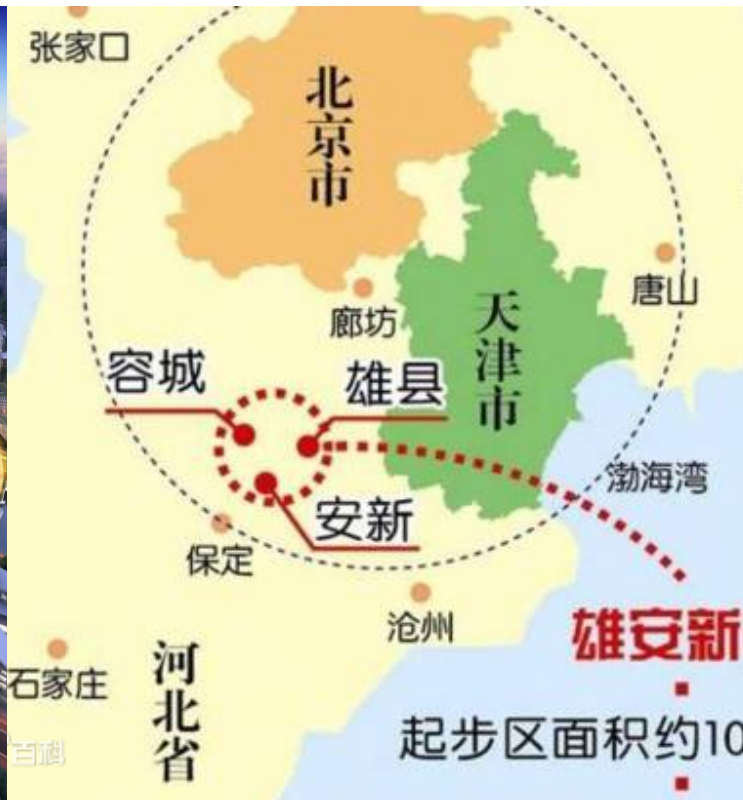 张家口
北京市
唐山
廊坊
天津市
容城
雄县
渤海湾
安新
保定
沧州
雄安新
石家庄
河北省
起步区面积约10
百科